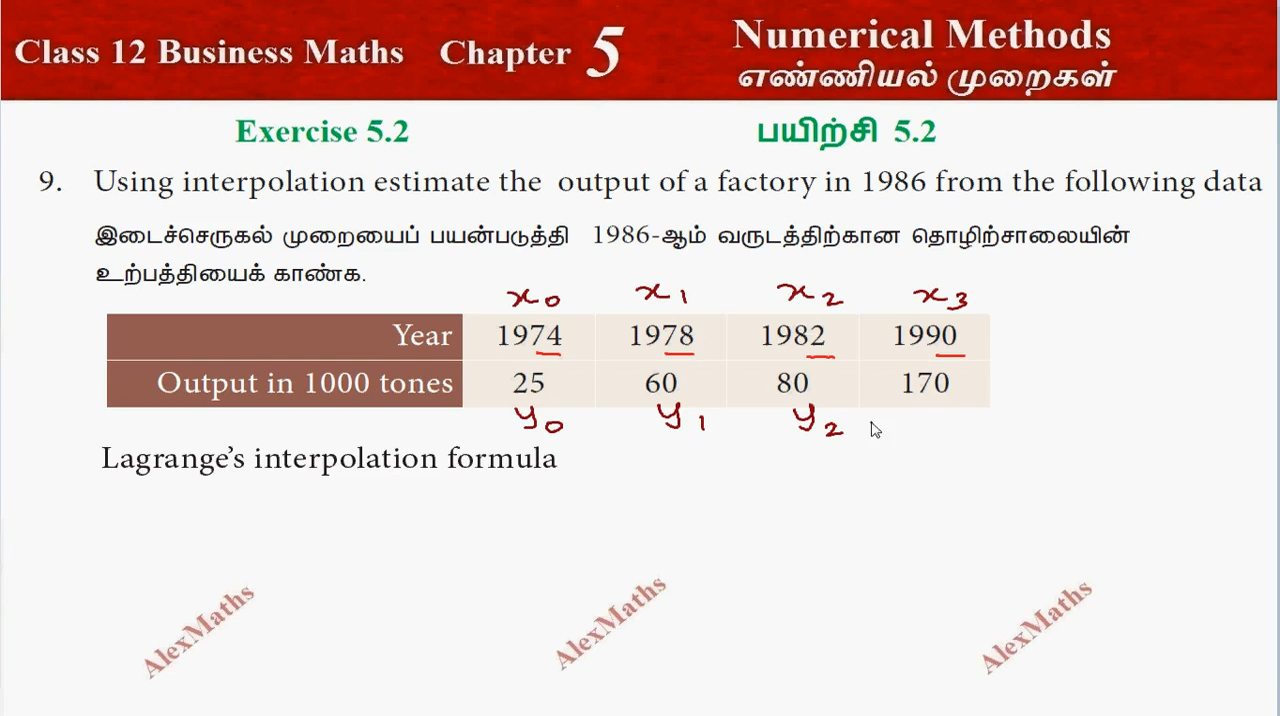 Class 12 Business Maths Chapter 5 Numerical Methods
எண்ணியல் முறைகள்
Exercise 5.2 பயிற்சி 5.2
9. Using interpolation estimate the output of a factory in 1986 from the following data
இடைச்செருகல் முறையைப் பயன்படுத்தி 1986-ஆம் வருடத்திற்கான தொழிற்சாலையின்
உற்பத்தியைக் காண்க.
x0 x1 x2 x3
Year 1974 1978 1982 1990
Output in 1000 tones 25 60 80 170
y0 y1 y2
Lagrange's interpolation formula
AlexMaths AlexMaths AlexMaths